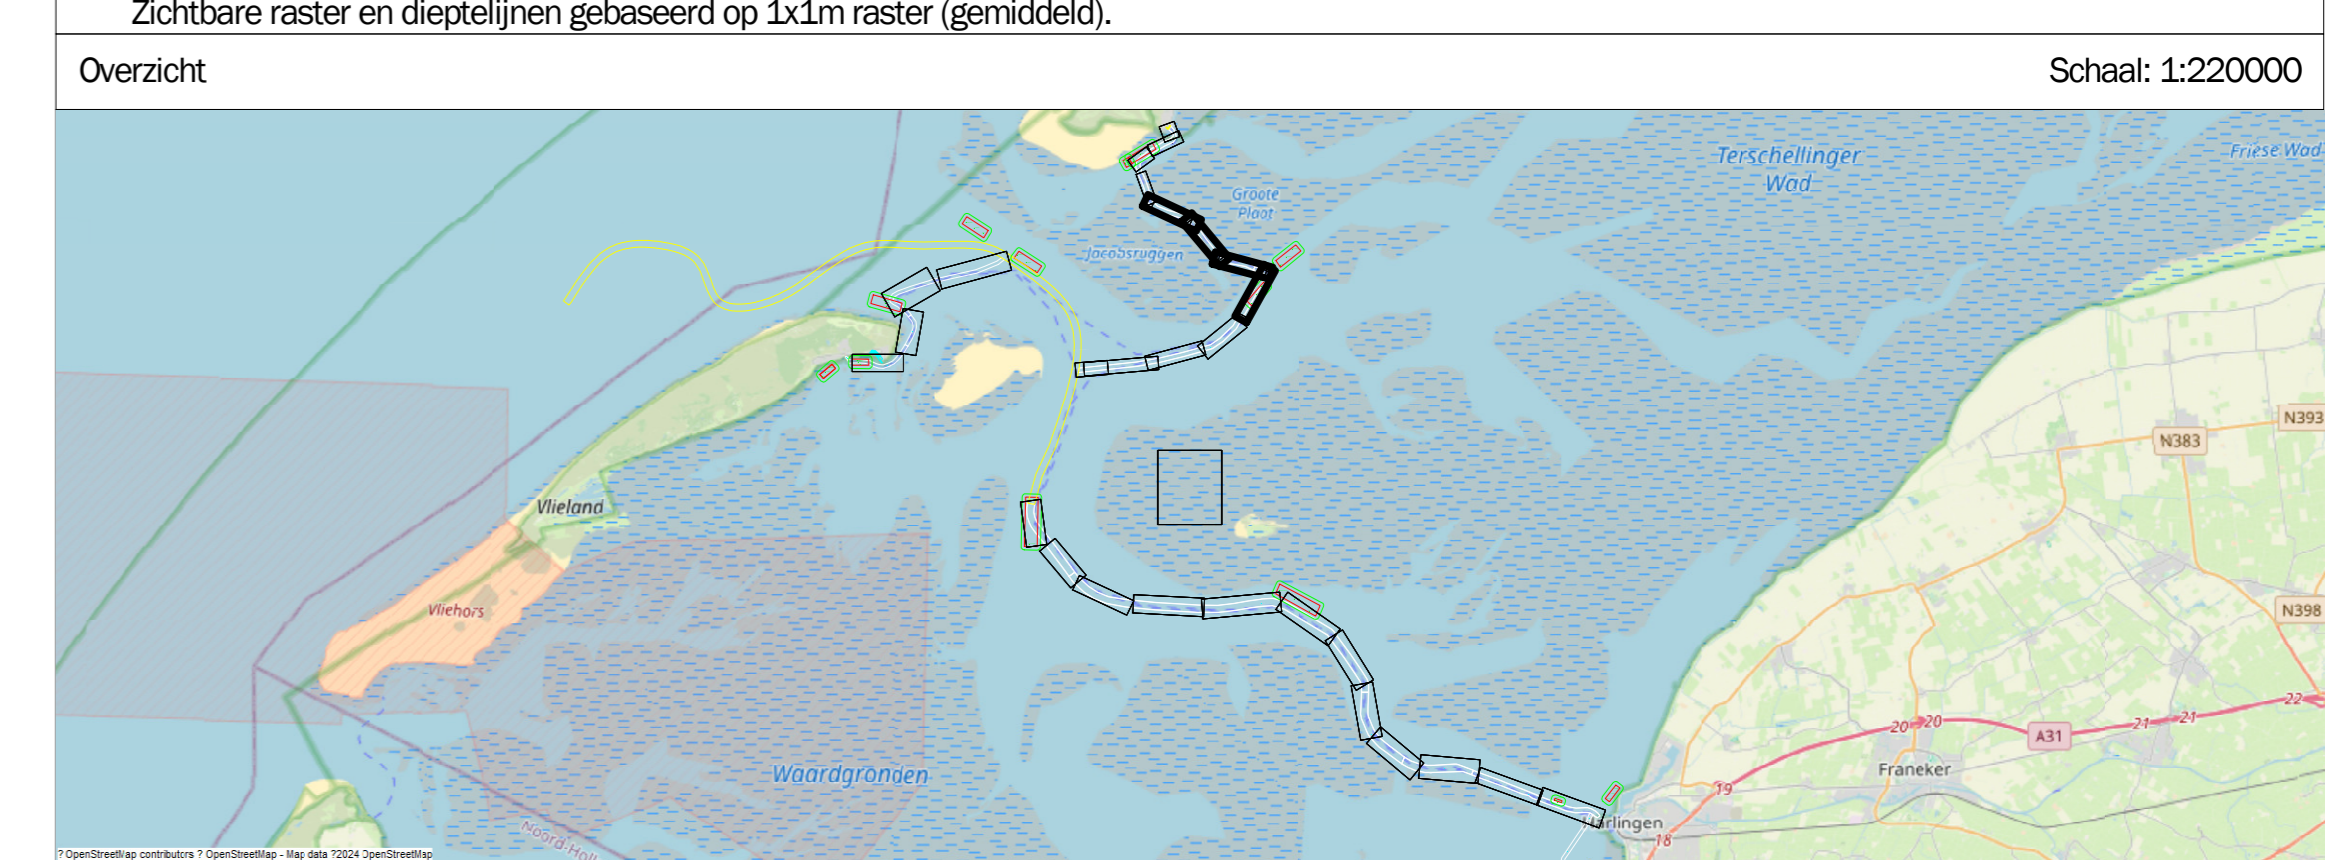 Zichtbare raster en dieptelijnen gebaseerd op 1x1m raster (gemiddeld).
Overzicht
Schaal: 1:220000
Terschellinger
Wad
Friese Wad
Groote
Plaat
Jacobsruggen
N393
N383
Vlieland
Vliehors
N398
22
21
21
20
20
A31
Franeker
Waardgronden
19
Harlingen
18
Noord-Holl
? OpenStreetMap contributors ? OpenStreetMap - Map data ?2024 OpenStreetMap